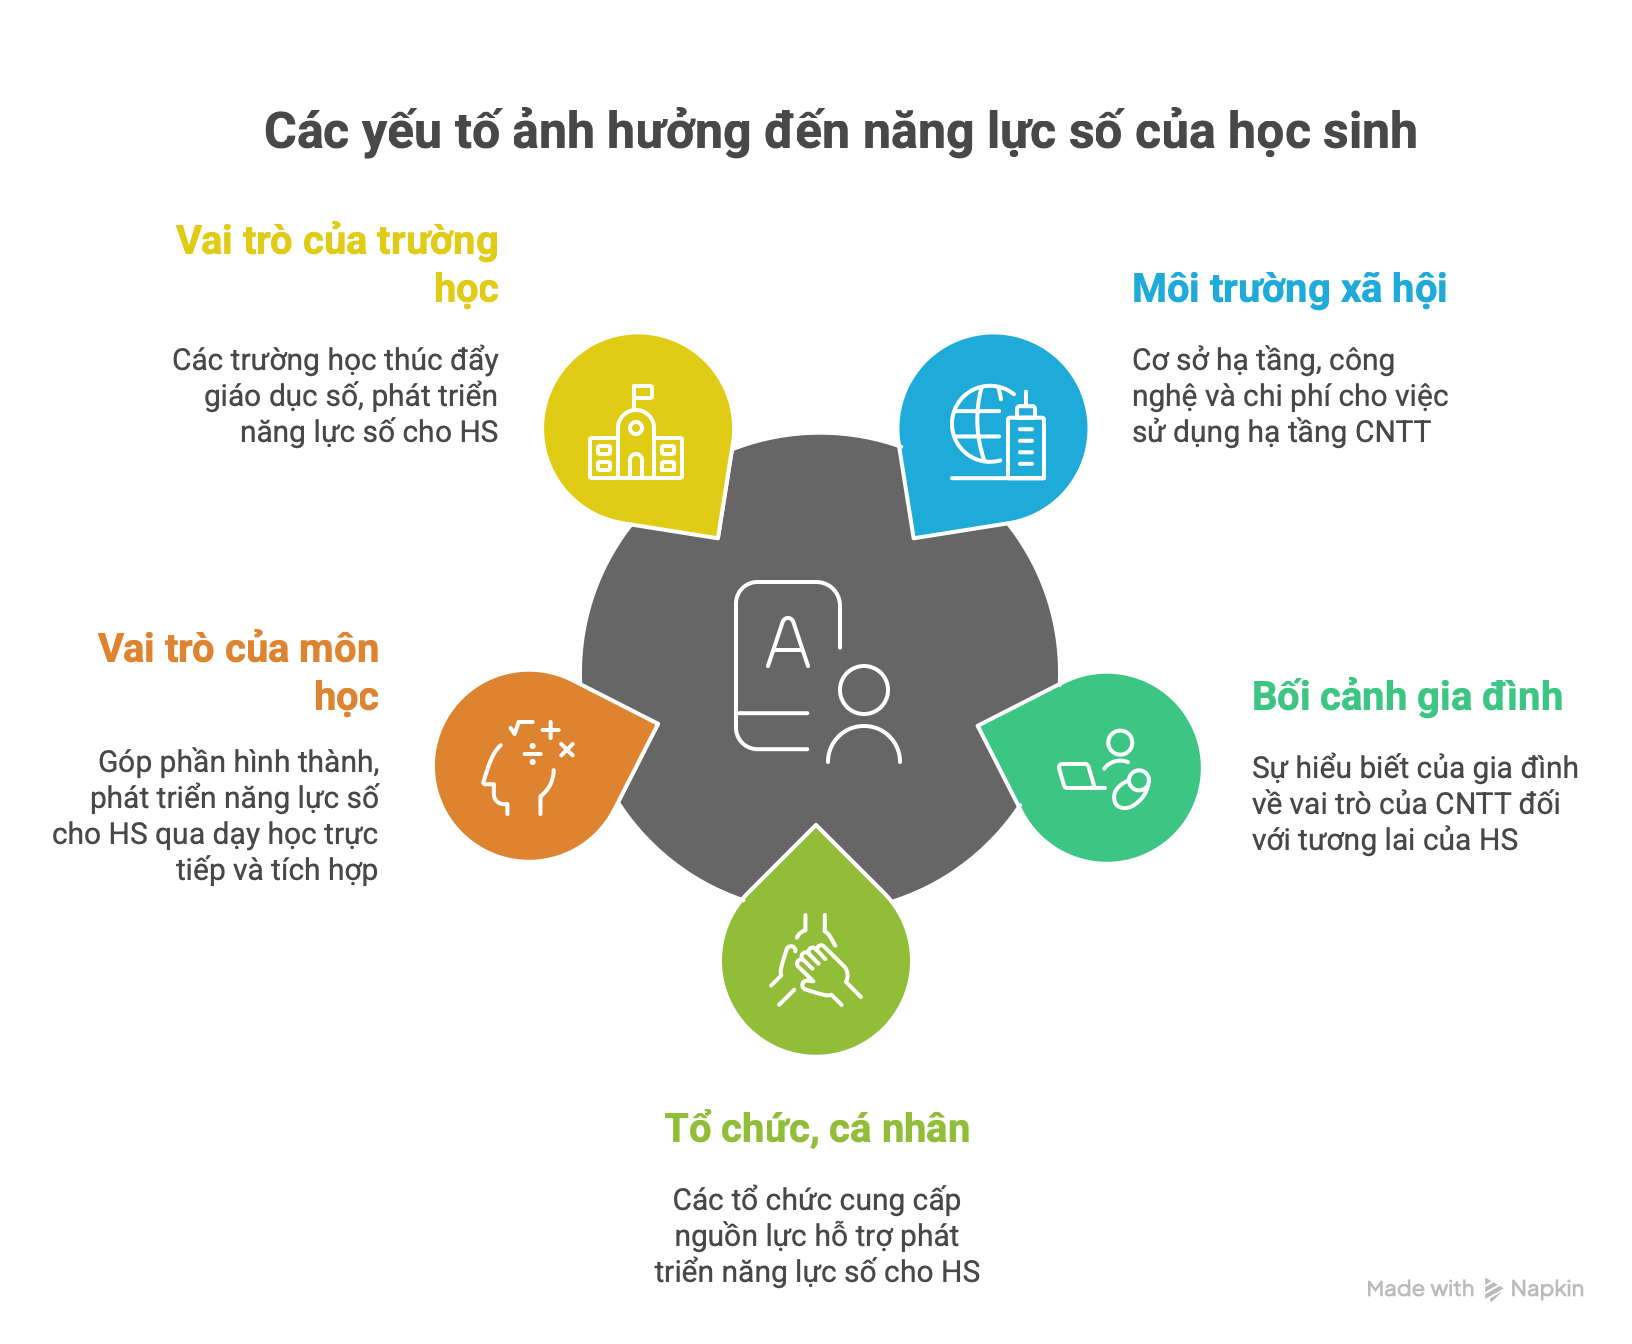 Các yếu tố ảnh hưởng đến năng lực số của học sinh
Vai trò của trường
học
Các trường học thúc đẩy
giáo dục số, phát triển
năng lực số cho HS
Môi trường xã hội
Cơ sở hạ tầng, công
nghệ và chi phí cho việc
sử dụng hạ tầng CNTT
A
Vai trò của môn
học
Góp phần hình thành,
phát triển năng lực số
cho HS qua dạy học trực
tiếp và tích hợp
Bối cảnh gia đình
Sự hiểu biết của gia đình
về vai trò của CNTT đối
với tương lai của HS
Tổ chức, cá nhân
Các tổ chức cung cấp
nguồn lực hỗ trợ phát
triển năng lực số cho HS
Made with Napkin